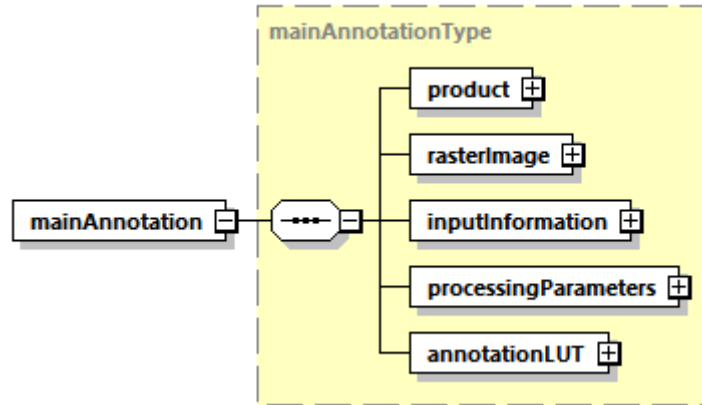 mainAnnotationType
product
rasterImage
mainAnnotation
inputInformation
processingParameters
annotationLUT